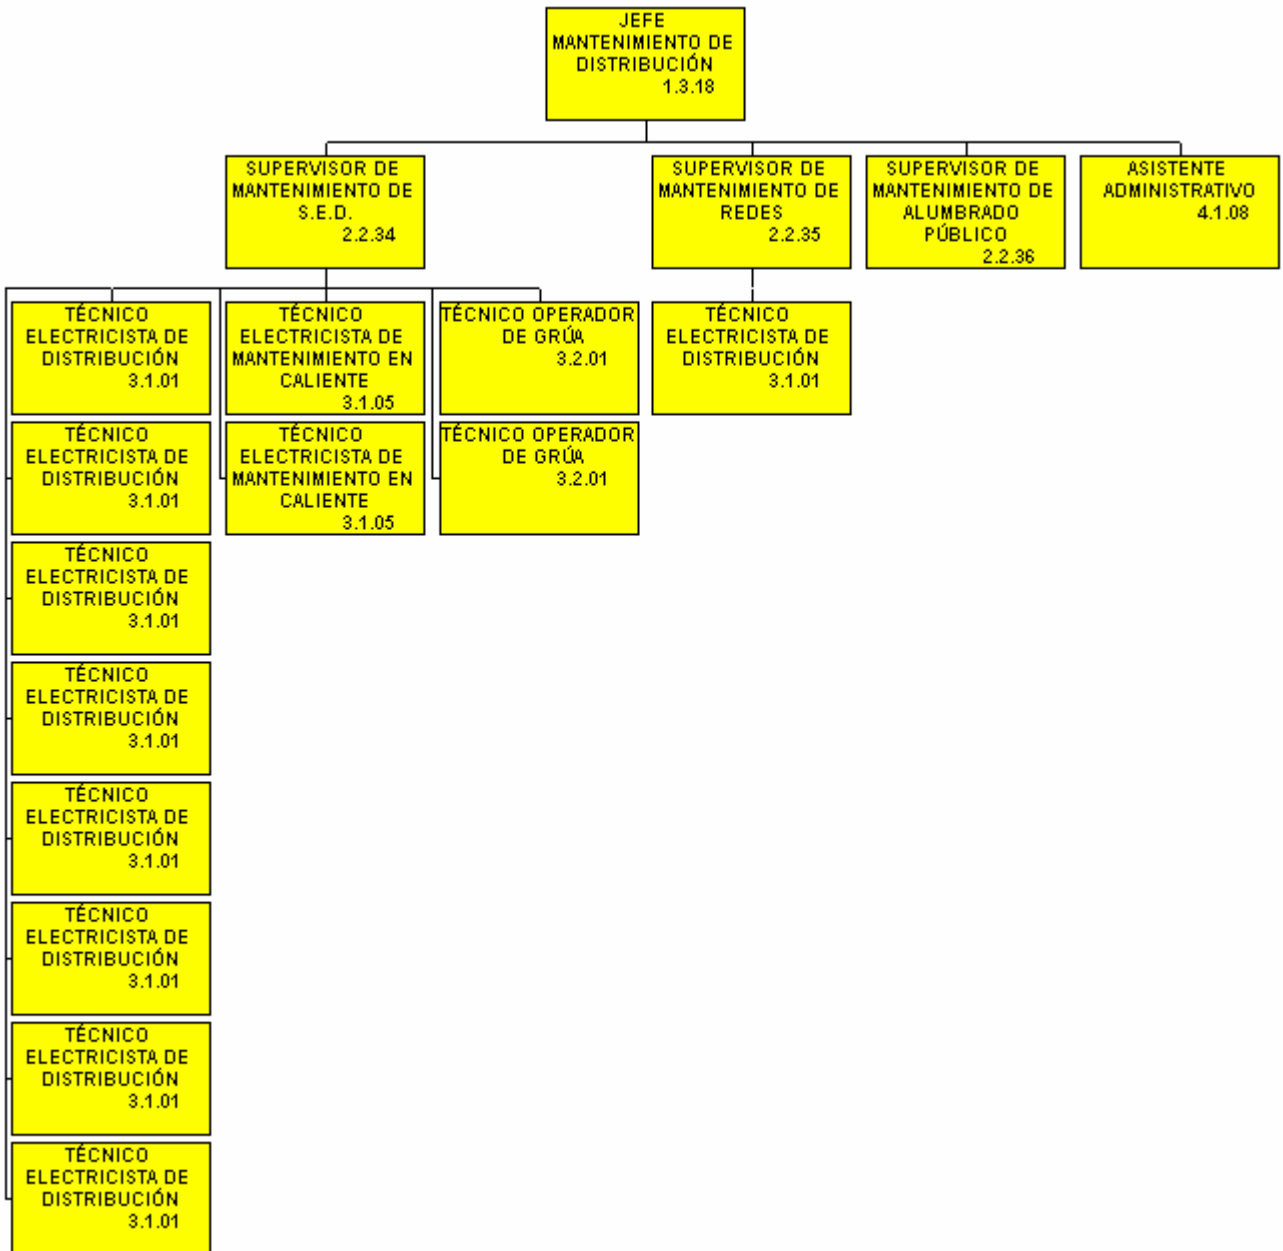 JEFE
MANTENIMIENTO DE
DISTRIBUCIÓN
1.3.18
SUPERVISOR DE
MANTENIMIENTO DE
S.E.D.
2.2.34
SUPERVISOR DE
MANTENIMIENTO DE
REDES
2.2.35
SUPERVISOR DE
MANTENIMIENTO DE
ALUMBRADO
PÚBLICO
2.2.36
ASISTENTE
ADMINISTRATIVO
4.1.08
TÉCNICO
ELECTRICISTA DE
DISTRIBUCIÓN
3.1.01
TÉCNICO
ELECTRICISTA DE
MANTENIMIENTO EN
CALIENTE
3.1.05
TÉCNICO OPERADOR
DE GRÚA
3.2.01
TÉCNICO
ELECTRICISTA DE
DISTRIBUCIÓN
3.1.01
TÉCNICO
ELECTRICISTA DE
DISTRIBUCIÓN
3.1.01
TÉCNICO
ELECTRICISTA DE
MANTENIMIENTO EN
CALIENTE
3.1.05
TÉCNICO OPERADOR
DE GRÚA
3.2.01
TÉCNICO
ELECTRICISTA DE
DISTRIBUCIÓN
3.1.01
TÉCNICO
ELECTRICISTA DE
DISTRIBUCIÓN
3.1.01
TÉCNICO
ELECTRICISTA DE
DISTRIBUCIÓN
3.1.01
TÉCNICO
ELECTRICISTA DE
DISTRIBUCIÓN
3.1.01
TÉCNICO
ELECTRICISTA DE
DISTRIBUCIÓN
3.1.01
TÉCNICO
ELECTRICISTA DE
DISTRIBUCIÓN
3.1.01